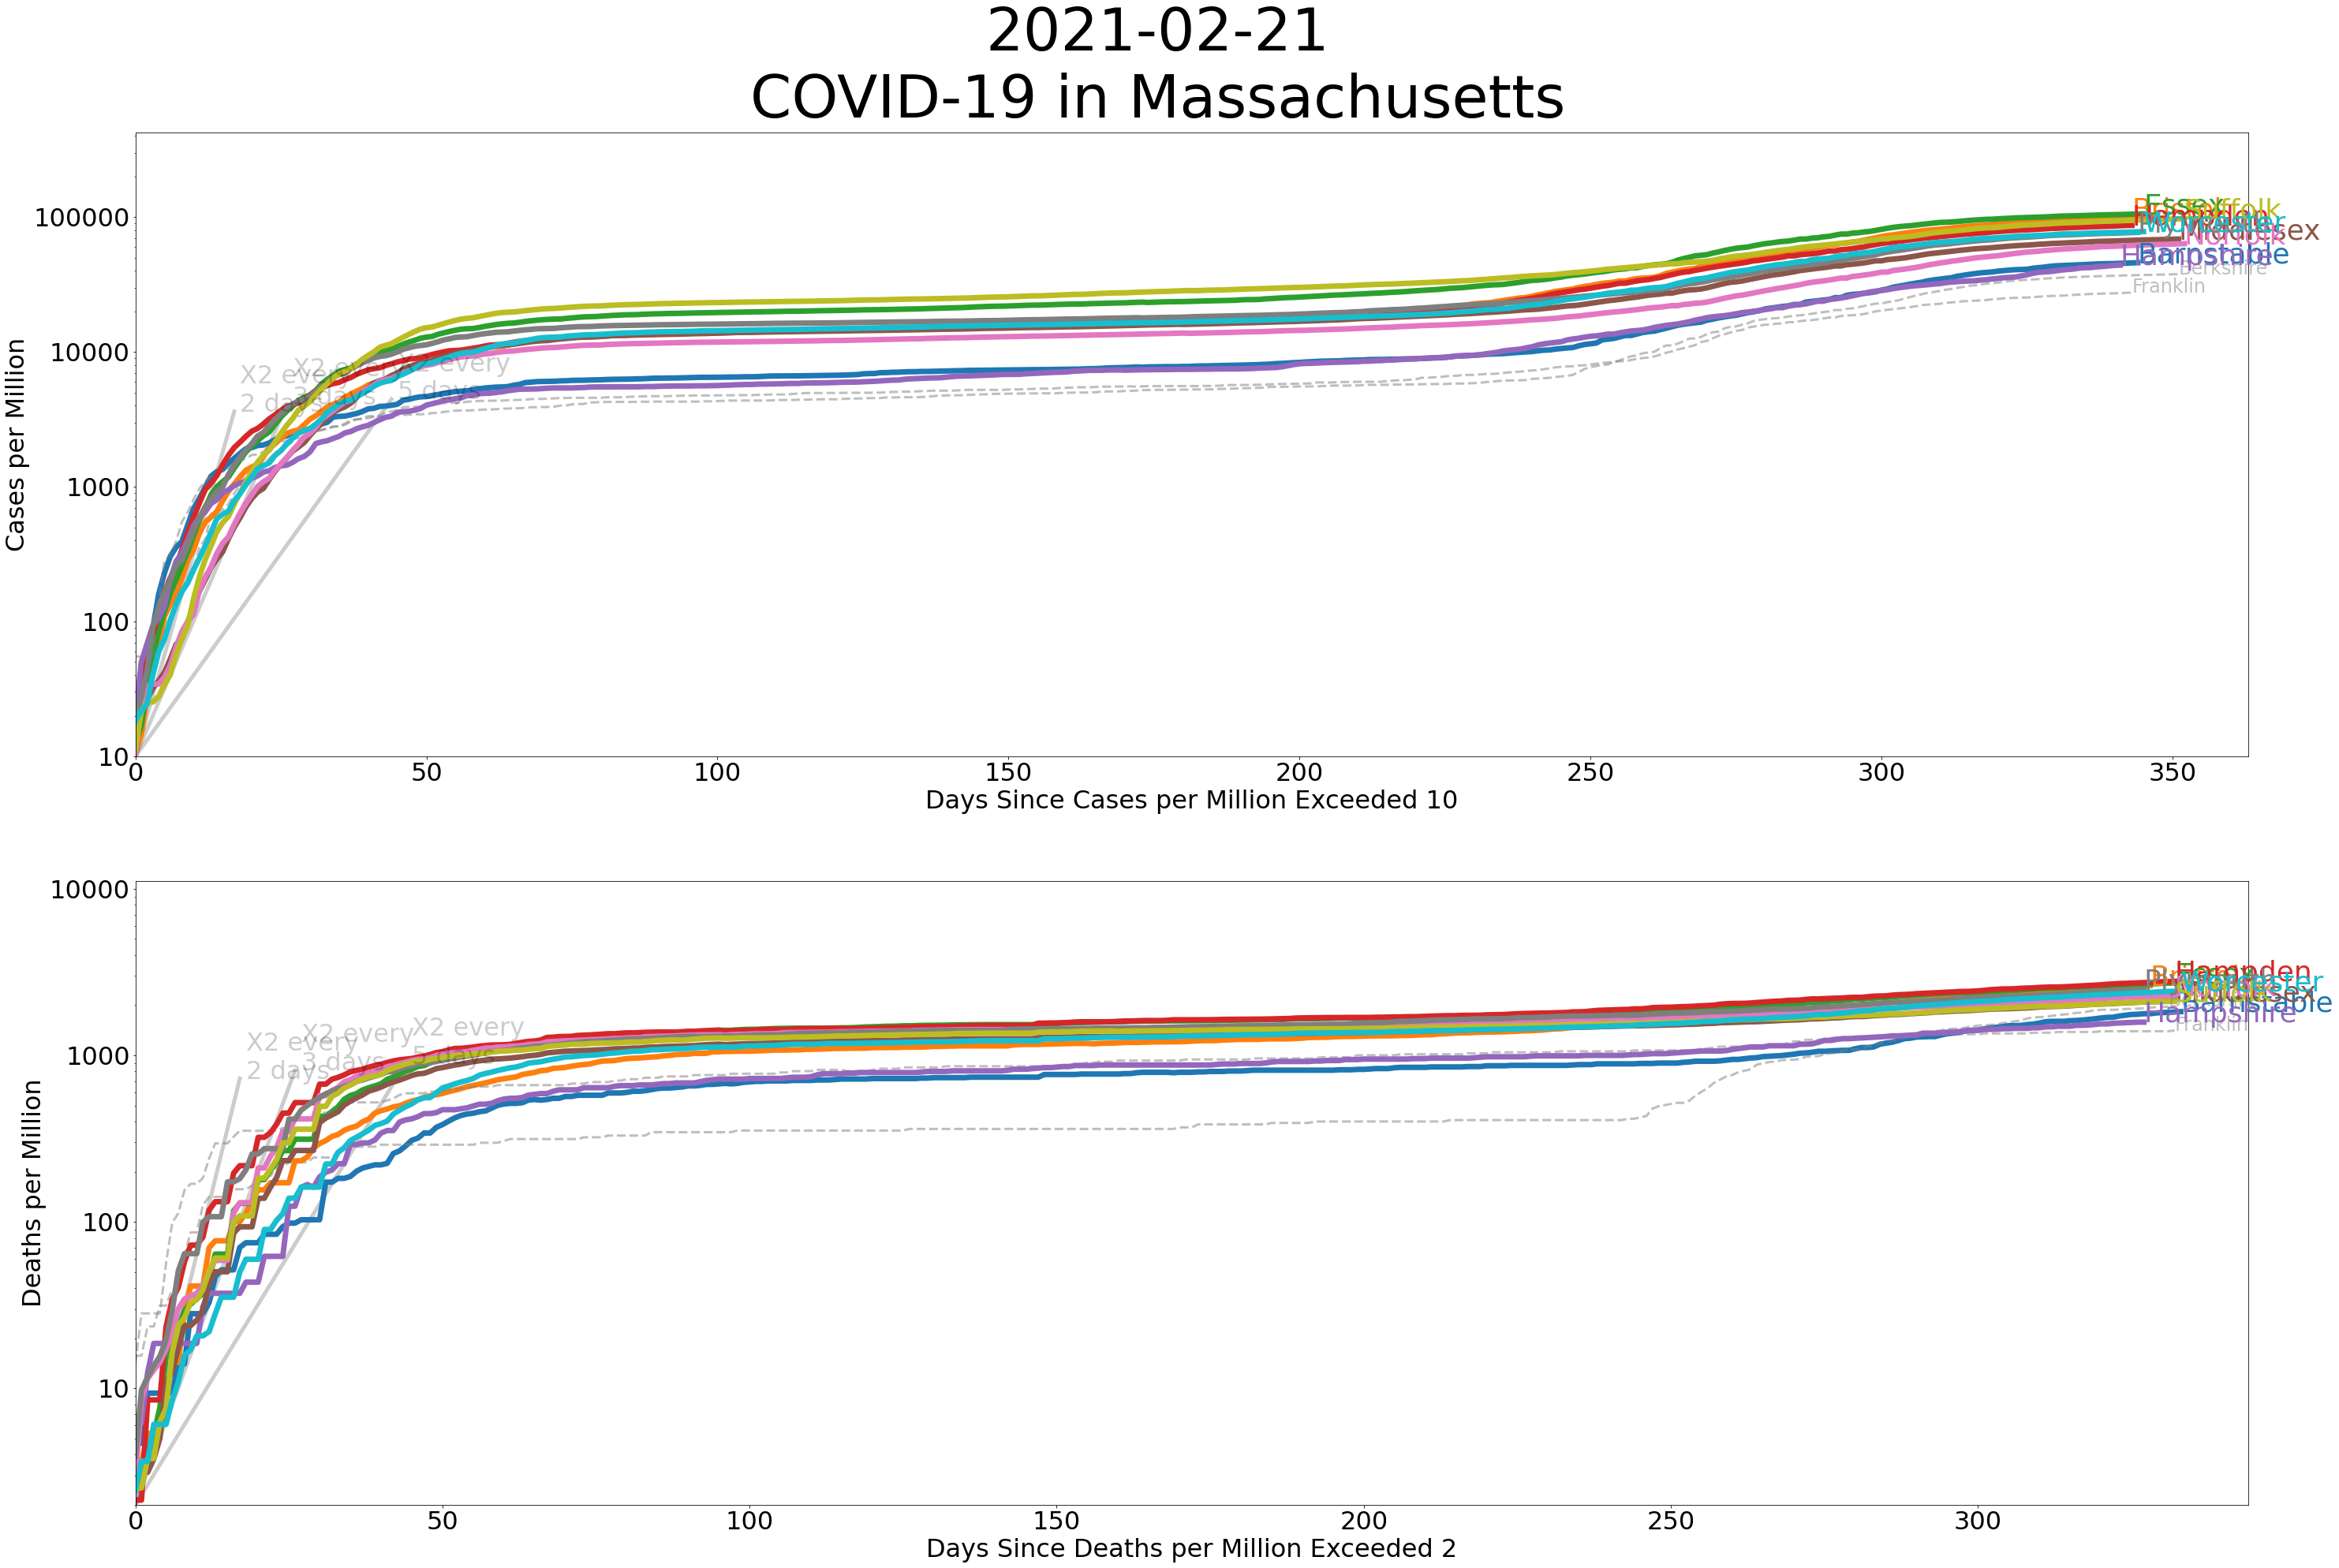 2021-02-21
COVID-19 in Massachusetts
100000
10000
1000
100
10
Cases per Million
X2 every
2 days
X2 every
3 days
X2 every
5 days
Essex
Suffolk
Hampden
Worcester
Middlesex
Norfolk
Barnstable
Hampshire
Berkshire
Franklin
0 50 100 150 200 250 300 350
Days Since Cases per Million Exceeded 10
10000
1000
100
10
Deaths per Million
X2 every
2 days
X2 every
3 days
X2 every
5 days
Hampden
Worcester
Barnstable
Hampshire
Franklin
0 50 100 150 200 250 300
Days Since Deaths per Million Exceeded 2